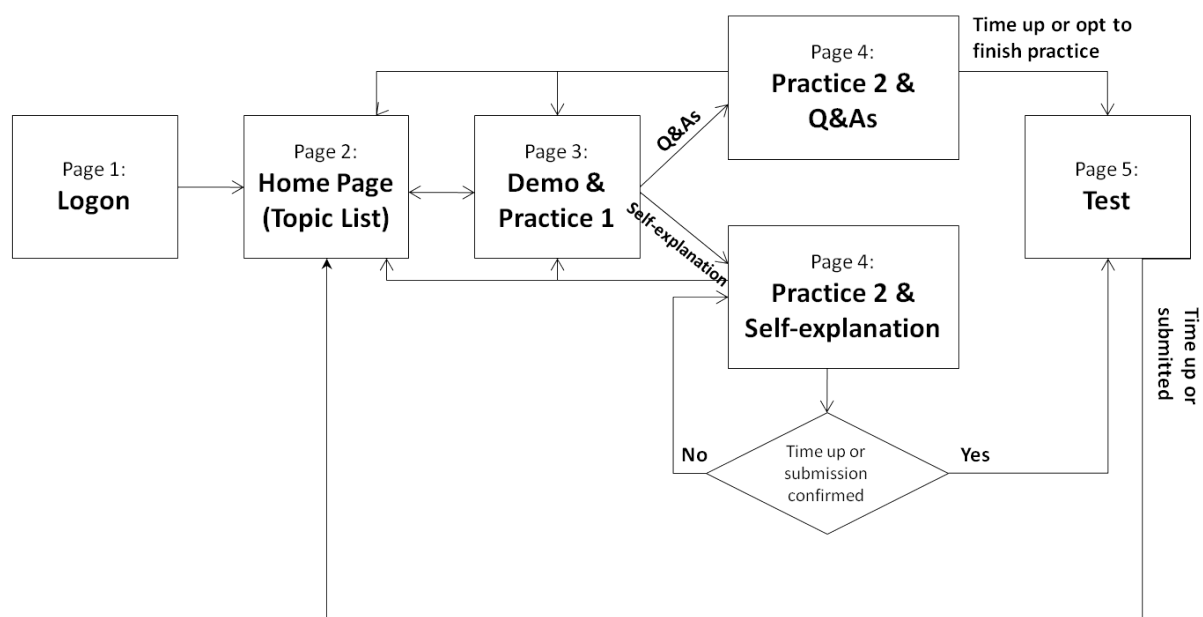 Page 1:
Logon
Page 2:
Home Page
(Topic List)
Page 3:
Demo &
Practice 1
Q&As
Self-explanation
Page 4:
Practice 2 &
Q&As
Time up or opt to
finish practice
Page 4:
Practice 2 &
Self-explanation
Time up or
submission
confirmed
No
Yes
Page 5:
Test
Time up or
submitted